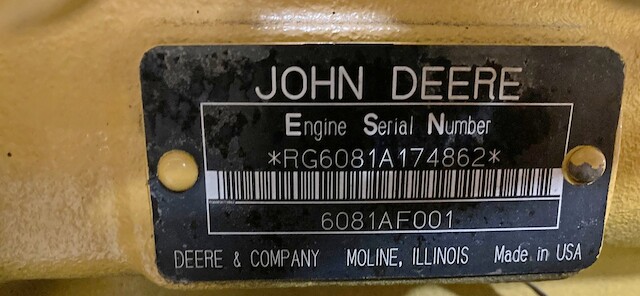 JOHN DEERE
Engine Serial Number
*RG6081A174862*
6081AF001
DEERE & COMPANY MOLINE, ILLINOIS Made in USA